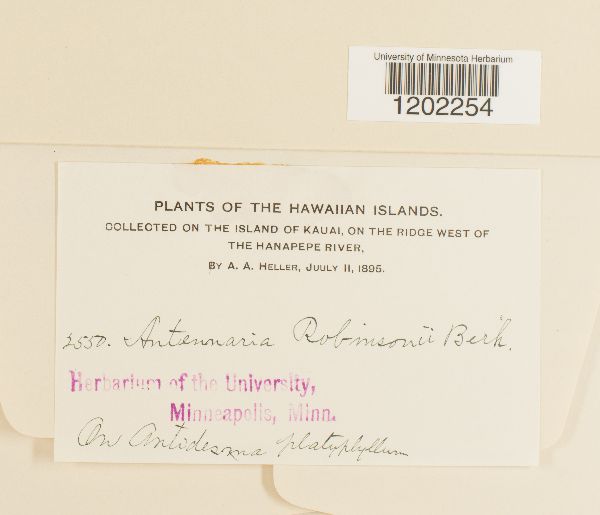 University of Minnesota Herbarium
1202254
PLANTS OF THE HAWAIIAN ISLANDS.
COLLECTED ON THE ISLAND OF KAUAI, ON THE RIDGE WEST OF
THE HANAPEPE RIVER,
BY A. A. HELLER, JUULY 11, 1895.
2550. Antennaria Robinsonii Berk.
Herbarium of the University,
Minneapolis, Minn.
On Antidesma platyphyllum